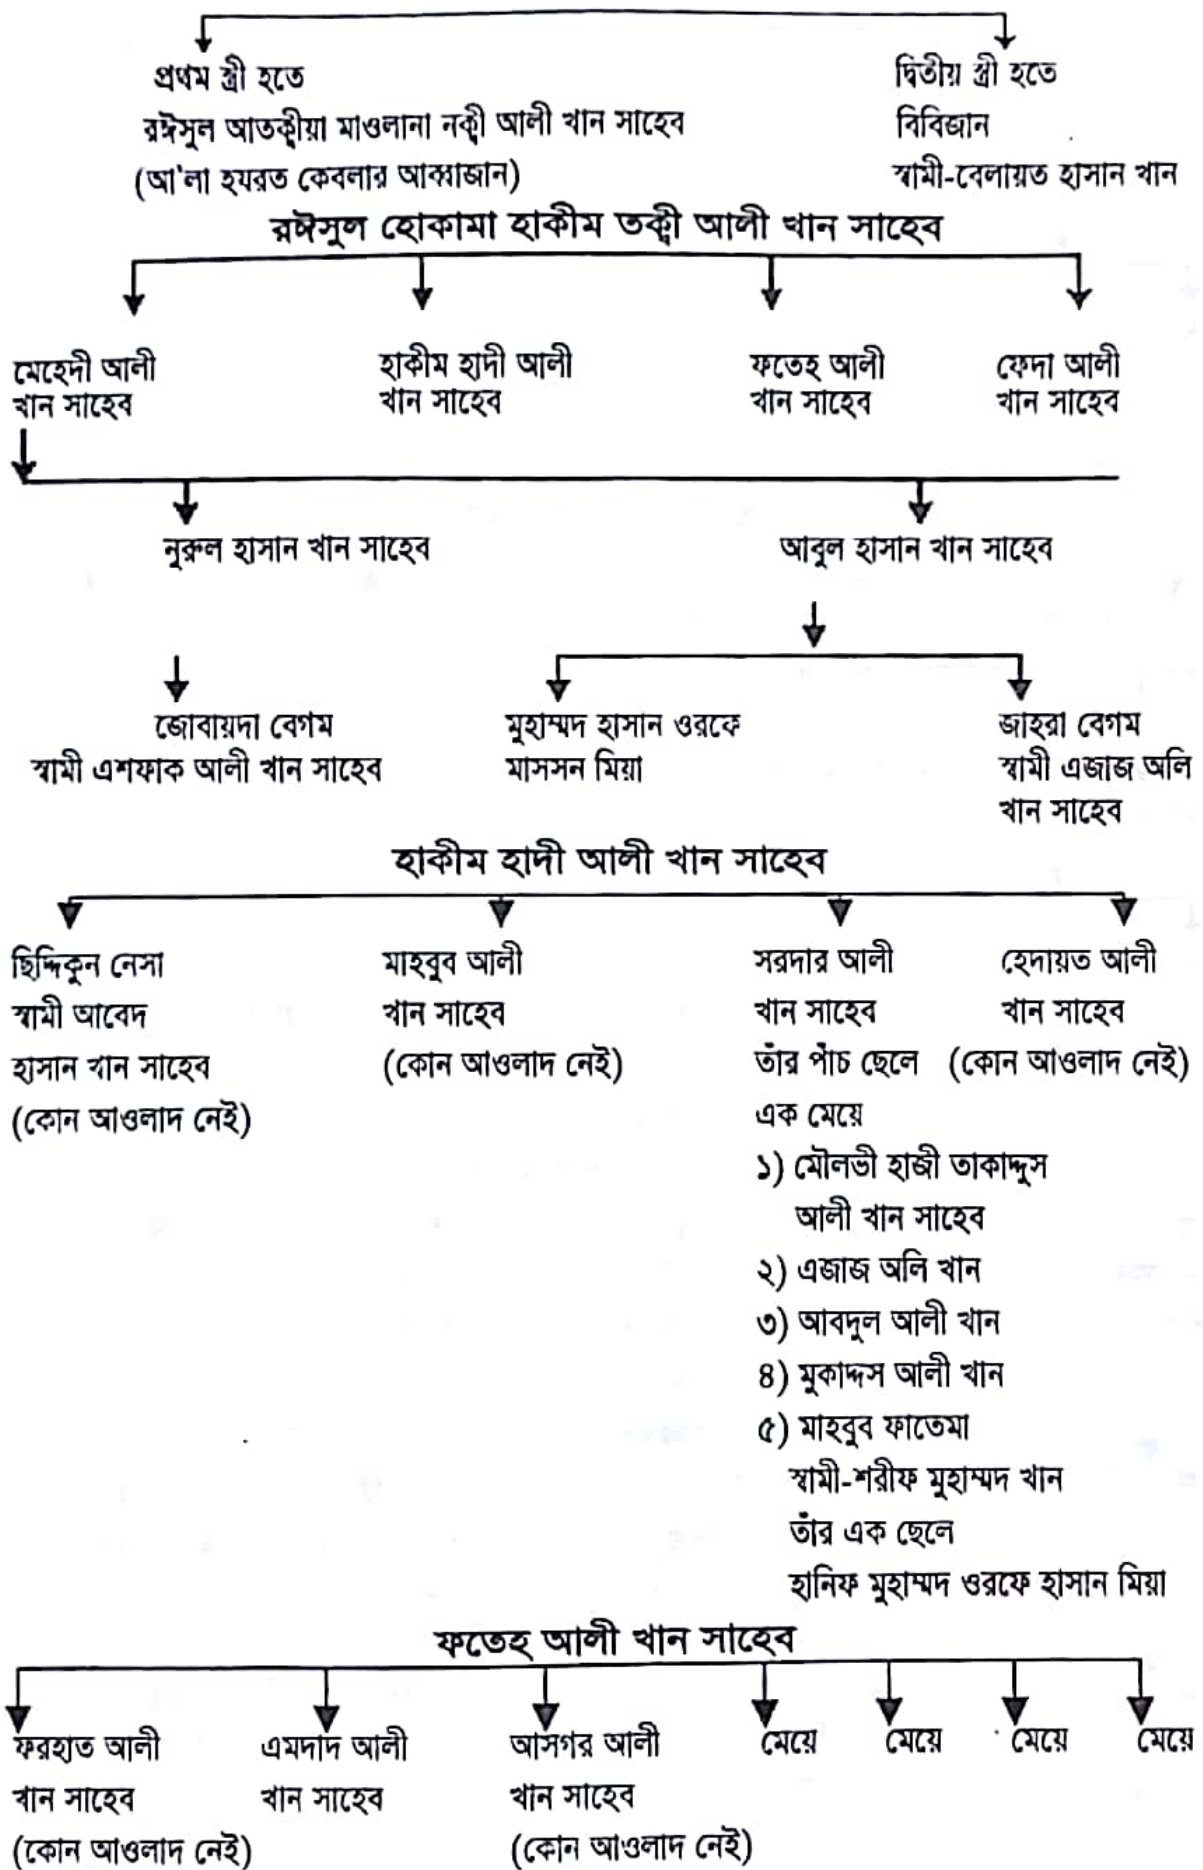 প্রথম স্ত্রী হতে
রঈসুল আতক্বীয়া মাওলানা নক্বী আলী খান সাহেব
(আ'লা হযরত কেবলার আব্বাজান)
দ্বিতীয় স্ত্রী হতে
বিবিজান
স্বামী-বেলায়ত হাসান খান
রঈসুল হোকামা হাকীম তক্বী আলী খান সাহেব
মেহেদী আলী
খান সাহেব
হাকীম হাদী আলী
খান সাহেব
ফতেহ আলী
খান সাহেব
ফেদা আলী
খান সাহেব
নুরুল হাসান খান সাহেব
আবুল হাসান খান সাহেব
জোবায়দা বেগম
স্বামী এশফাক আলী খান সাহেব
মুহাম্মদ হাসান ওরফে
মাসসন মিয়া
জাহরা বেগম
স্বামী এজাজ অলি
খান সাহেব
হাকীম হাদী আলী খান সাহেব
ছিদ্দিকুন নেসা
স্বামী আবেদ
হাসান খান সাহেব
(কোন আওলাদ নেই)
মাহবুব আলী
খান সাহেব
(কোন আওলাদ নেই)
সরদার আলী
খান সাহেব
তাঁর পাঁচ ছেলে
এক মেয়ে
১) মৌলভী হাজী তাকাদ্দুস
আলী খান সাহেব
২) এজাজ অলি খান
৩) আবদুল আলী খান
৪) মুকাদ্দস আলী খান
৫) মাহবুব ফাতেমা
স্বামী-শরীফ মুহাম্মদ খান
তাঁর এক ছেলে
হানিফ মুহাম্মদ ওরফে হাসান মিয়া
হেদায়ত আলী
খান সাহেব
(কোন আওলাদ নেই)
ফতেহ আলী খান সাহেব
ফরহাত আলী
খান সাহেব
(কোন আওলাদ নেই)
এমদাদ আলী
খান সাহেব
আসগর আলী
খান সাহেব
(কোন আওলাদ নেই)
মেয়ে
মেয়ে
মেয়ে
মেয়ে